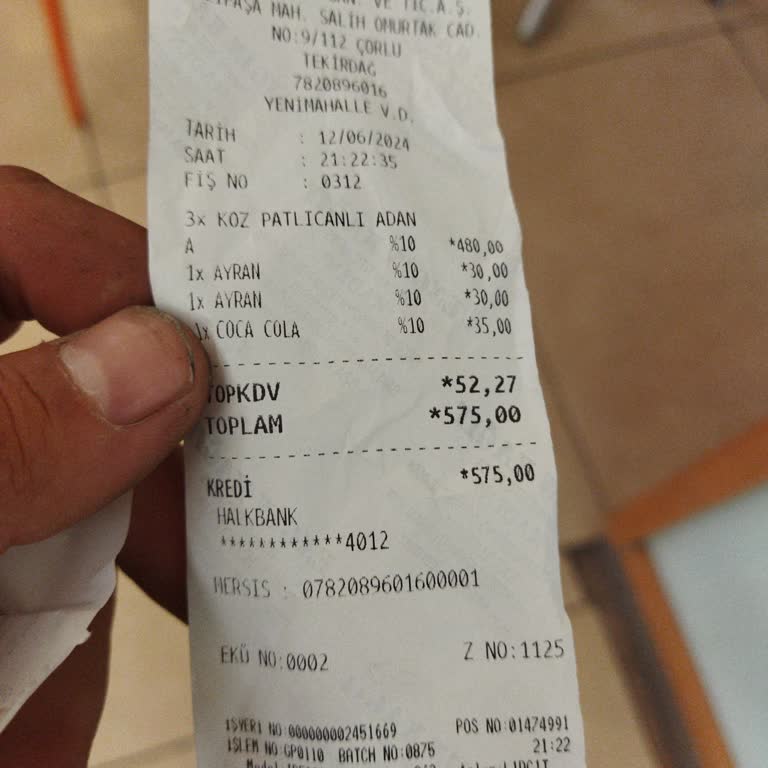 VE TİC.A.Ş.
PAŞA MAH. SALİH OMURTAK CAD.
NO:9/112 ÇORLU
TEKİRDAĞ
7820896016
YENİMAHALLE V.D.
TARİH : 12/06/2024
SAAT : 21:22:35
FİŞ NO : 0312
3x KOZ PATLICANLI ADAN
A %10 *480,00
1x AYRAN %10 *30,00
1x AYRAN %10 *30,00
1x COCA COLA %10 *35,00
TOPKDV *52,27
TOPLAM *575,00
KREDİ *575,00
HALKBANK
************4012
MERSIS : 0782089601600001
EKÜ NO:0002 Z NO:1125
İŞYERİ NO:000000002451669 POS NO:01474991
İŞLEM NO:GP0110 BATCH NO:0875 21:22